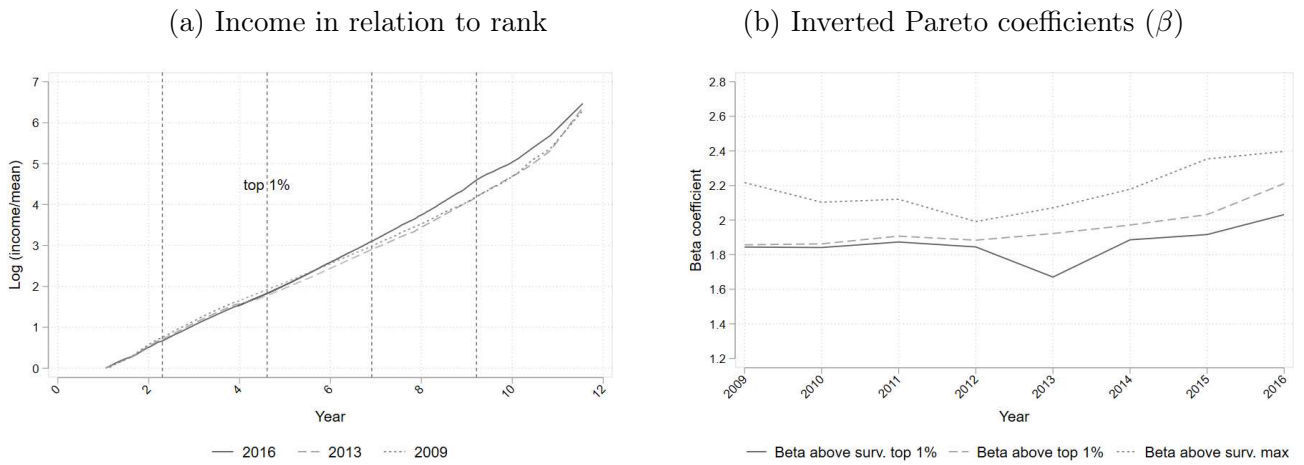 (a) Income in relation to rank
Log (income/mean)
7
6
5
4
3
2
1
0
top 1%
0 2 4 6 8 10 12
Year
2016 2013 2009
(b) Inverted Pareto coefficients (β)
Beta coefficient
2.8
2.6
2.4
2.2
2
1.8
1.6
1.4
1.2
2009 2010 2011 2012 2013 2014 2015 2016
Year
Beta above surv. top 1% Beta above top 1% Beta above surv. max